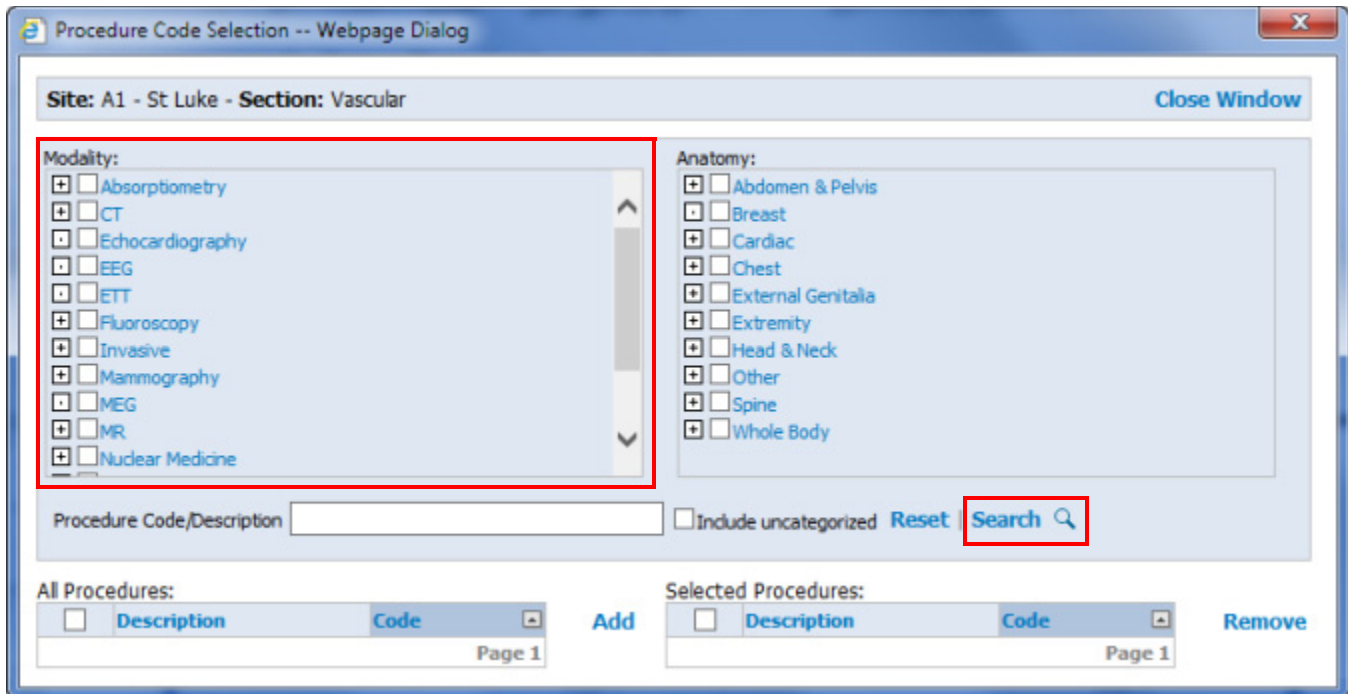 Procedure Code Selection -- Webpage Dialog
Site: A1 - St Luke - Section: Vascular
Close Window
Modality:
Absorptiometry
CT
Echocardiography
EEG
ETT
Fluoroscopy
Invasive
Mammography
MEG
MR
Nuclear Medicine
Anatomy:
Abdomen & Pelvis
Breast
Cardiac
Chest
External Genitalia
Extremity
Head & Neck
Other
Spine
Whole Body
Procedure Code/Description
Include uncategorized Reset | Search
All Procedures:
Description Code
Page 1
Add
Selected Procedures:
Description Code
Page 1
Remove